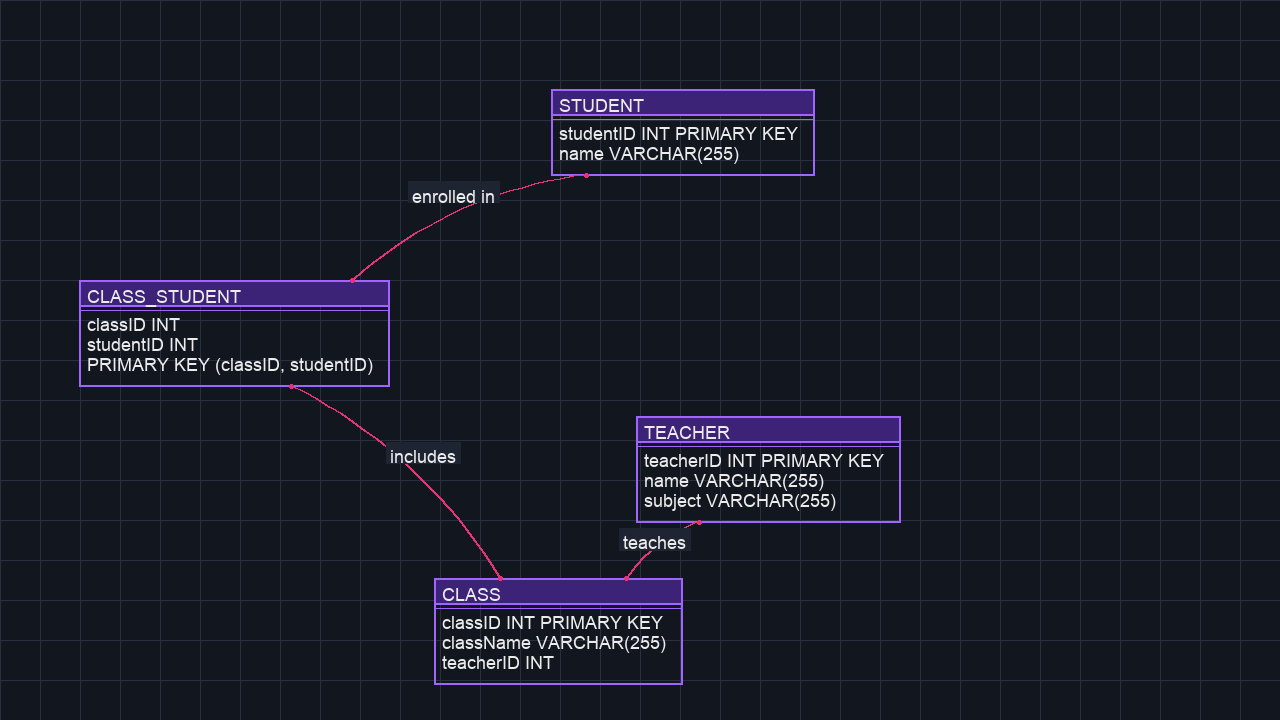 STUDENT
studentID INT PRIMARY KEY
name VARCHAR(255)
enrolled in
CLASS_STUDENT
classID INT
studentID INT
PRIMARY KEY (classID, studentID)
includes
TEACHER
teacherID INT PRIMARY KEY
name VARCHAR(255)
subject VARCHAR(255)
teaches
CLASS
classID INT PRIMARY KEY
className VARCHAR(255)
teacherID INT